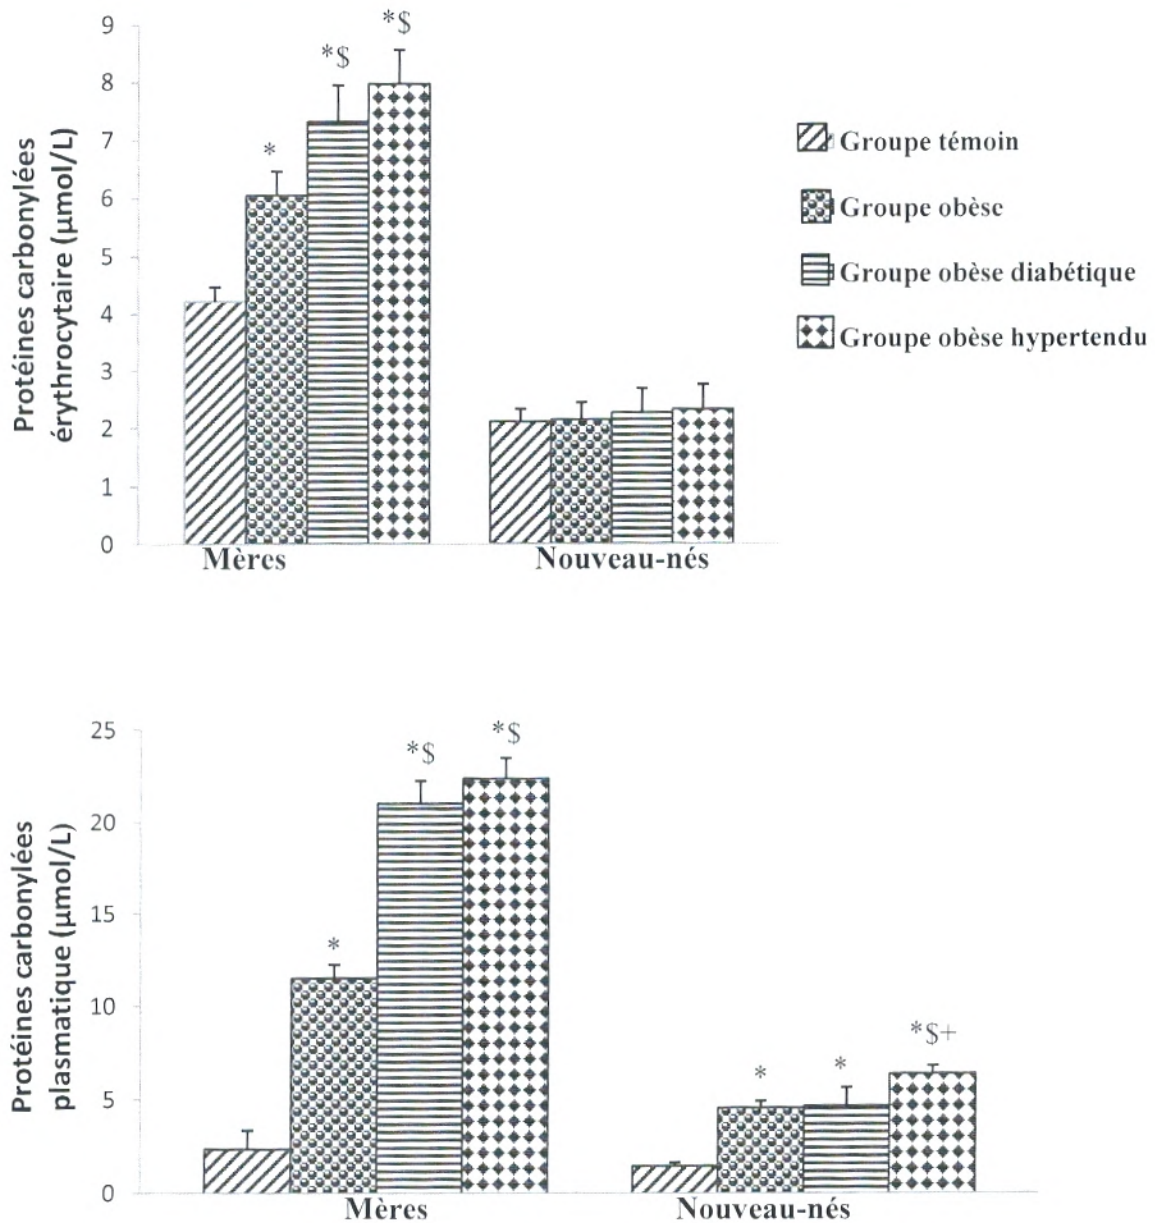 Protéines carbonylées
érythrocytaire (µmol/L)
9
8
7
6
5
4
3
2
1
0
*
*$
*$
Mères
Nouveau-nés
Groupe témoin
Groupe obèse
Groupe obèse diabétique
Groupe obèse hypertendu
Protéines carbonylées
plasmatique (µmol/L)
25
20
15
10
5
0
*
*$
*$
*
*
*$+
Mères
Nouveau-nés